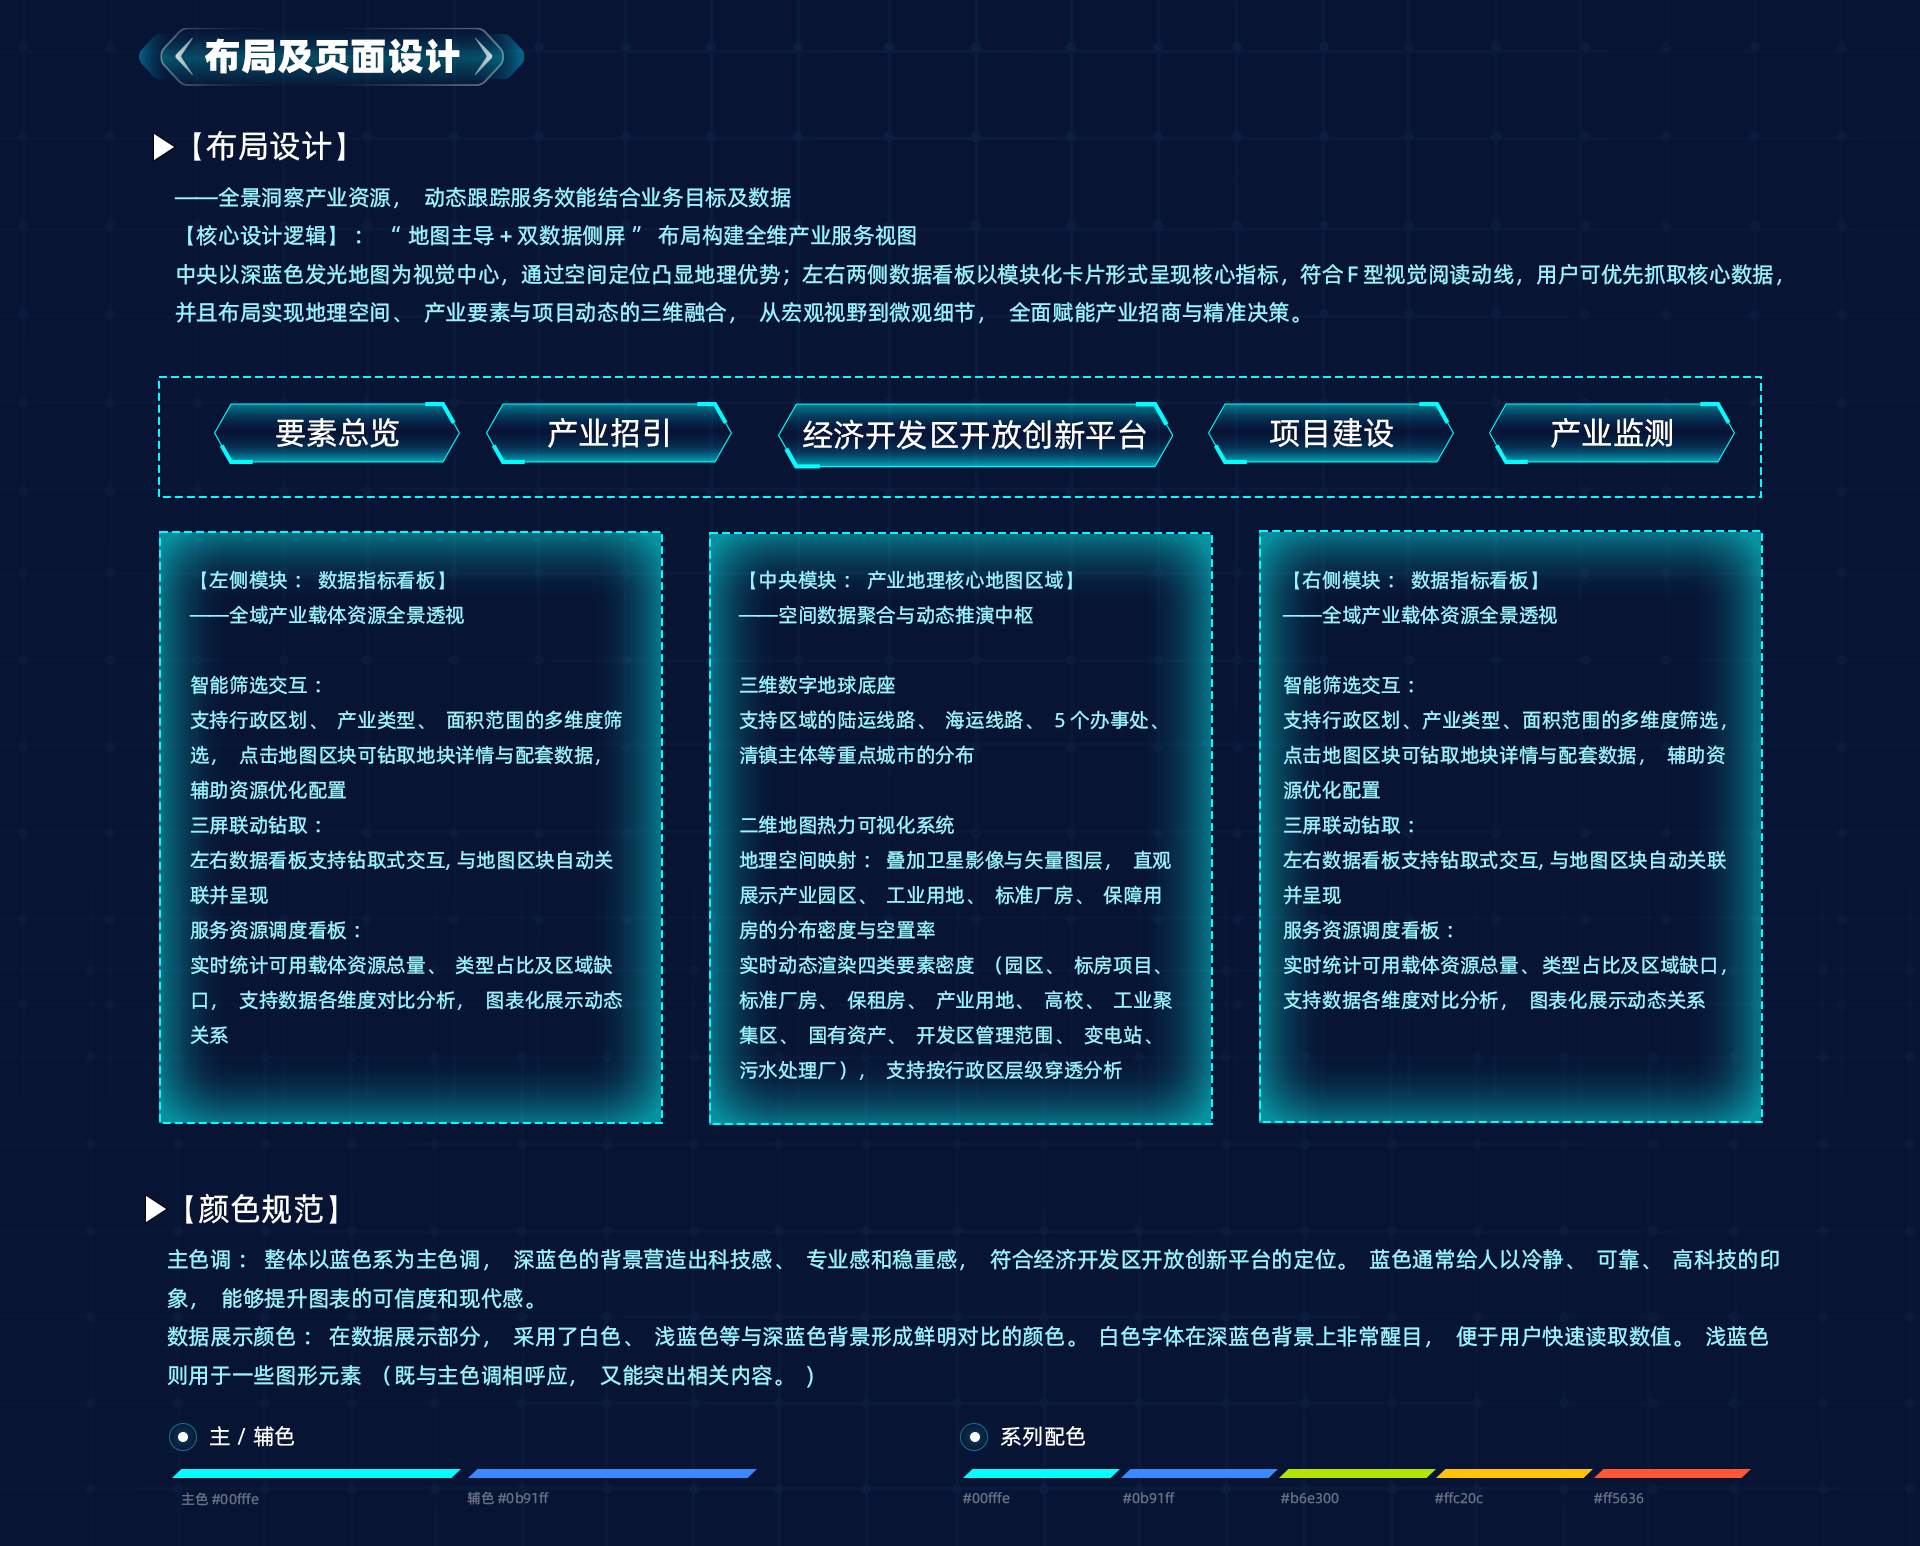 布局及页面设计
【布局设计】
——全景洞察产业资源， 动态跟踪服务效能结合业务目标及数据
【核心设计逻辑】： “地图主导+双数据侧屏” 布局构建全维产业服务视图
中央以深蓝色发光地图为视觉中心，通过空间定位凸显地理优势；左右两侧数据看板以模块化卡片形式呈现核心指标，符合F型视觉阅读动线，用户可优先抓取核心数据，
并且布局实现地理空间、 产业要素与项目动态的三维融合， 从宏观视野到微观细节， 全面赋能产业招商与精准决策。
要素总览
产业招引
经济开发区开放创新平台
项目建设
产业监测
【左侧模块： 数据指标看板】
——全域产业载体资源全景透视
智能筛选交互：
支持行政区划、 产业类型、 面积范围的多维度筛
选， 点击地图区块可钻取地块详情与配套数据，
辅助资源优化配置
三屏联动钻取：
左右数据看板支持钻取式交互, 与地图区块自动关
联并呈现
服务资源调度看板：
实时统计可用载体资源总量、 类型占比及区域缺
口， 支持数据各维度对比分析， 图表化展示动态
关系
【中央模块： 产业地理核心地图区域】
——空间数据聚合与动态推演中枢
三维数字地球底座
支持区域的陆运线路、 海运线路、 5个办事处、
清镇主体等重点城市的分布
二维地图热力可视化系统
地理空间映射： 叠加卫星影像与矢量图层， 直观
展示产业园区、 工业用地、 标准厂房、 保障用
房的分布密度与空置率
实时动态渲染四类要素密度 （园区、 标房项目、
标准厂房、 保租房、 产业用地、 高校、 工业聚
集区、 国有资产、 开发区管理范围、 变电站、
污水处理厂）， 支持按行政区层级穿透分析
【右侧模块： 数据指标看板】
——全域产业载体资源全景透视
智能筛选交互：
支持行政区划、产业类型、面积范围的多维度筛选，
点击地图区块可钻取地块详情与配套数据， 辅助资
源优化配置
三屏联动钻取：
左右数据看板支持钻取式交互, 与地图区块自动关联
并呈现
服务资源调度看板：
实时统计可用载体资源总量、类型占比及区域缺口，
支持数据各维度对比分析， 图表化展示动态关系
【颜色规范】
主色调： 整体以蓝色系为主色调， 深蓝色的背景营造出科技感、 专业感和稳重感， 符合经济开发区开放创新平台的定位。 蓝色通常给人以冷静、 可靠、 高科技的印
象， 能够提升图表的可信度和现代感。
数据展示颜色： 在数据展示部分， 采用了白色、 浅蓝色等与深蓝色背景形成鲜明对比的颜色。 白色字体在深蓝色背景上非常醒目， 便于用户快速读取数值。 浅蓝色
则用于一些图形元素 （既与主色调相呼应， 又能突出相关内容。 )
主 / 辅色
系列配色
主色 #00fffe
辅色 #0b91ff
#00fffe
#0b91ff
#b6e300
#ffc20c
#ff5636